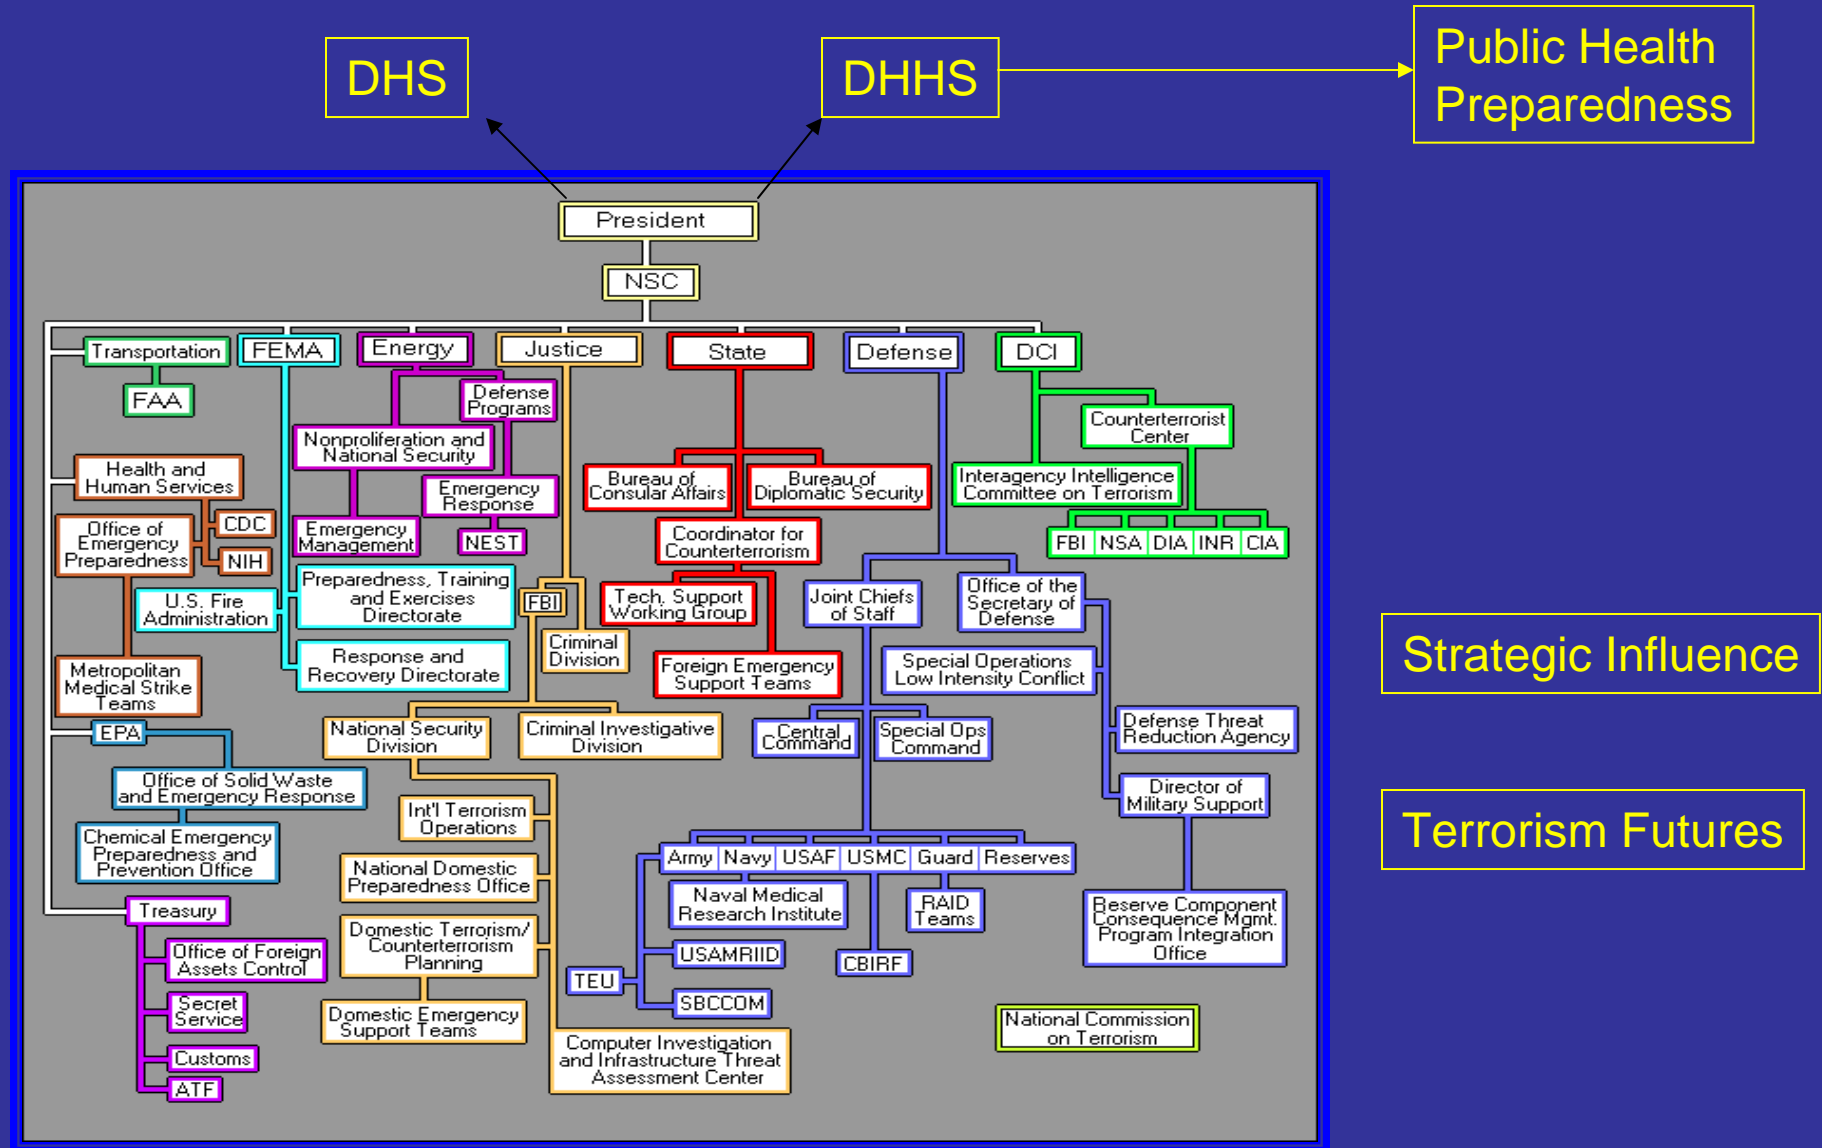 DHS
DHHS
Public Health
Preparedness
President
NSC
Transportation
FEMA
Energy
Justice
State
Defense
DCI
FAA
Defense
Programs
Counterterrorist
Center
Nonproliferation and
National Security
Health and
Human Services
Bureau of
Consular Affairs
Bureau of
Diplomatic Security
Interagency Intelligence
Committee on Terrorism
Emergency
Response
CDC
Office of
Emergency
Preparedness
NIH
Emergency
Management
NEST
Coordinator for
Counterterrorism
FBI NSA DIA INR CIA
Preparedness, Training
and Exercises
Directorate
U.S. Fire
Administration
FBI
Tech. Support
Working Group
Joint Chiefs
of Staff
Office of the
Secretary of
Defense
Criminal
Division
Strategic Influence
Metropolitan
Medical Strike
Teams
Response and
Recovery Directorate
Foreign Emergency
Support Teams
Special Operations
Low Intensity Conflict
EPA
National Security
Division
Criminal Investigative
Division
Central
Command
Special Ops
Command
Defense Threat
Reduction Agency
Office of Solid Waste
and Emergency Response
Director of
Military Support
Int'l Terrorism
Operations
Terrorism Futures
Chemical Emergency
Preparedness and
Prevention Office
National Domestic
Preparedness Office
Army Navy USAF USMC Guard Reserves
Naval Medical
Research Institute
RAID
Teams
Reserve Component
Consequence Mgmt.
Program Integration
Office
Treasury
Domestic Terrorism/
Counterterrorism
Planning
Office of Foreign
Assets Control
USAMRIID
CBIRF
TEU
SBCCOM
Secret
Service
Domestic Emergency
Support Teams
National Commission
on Terrorism
Customs
Computer Investigation
and Infrastructure Threat
Assessment Center
ATF